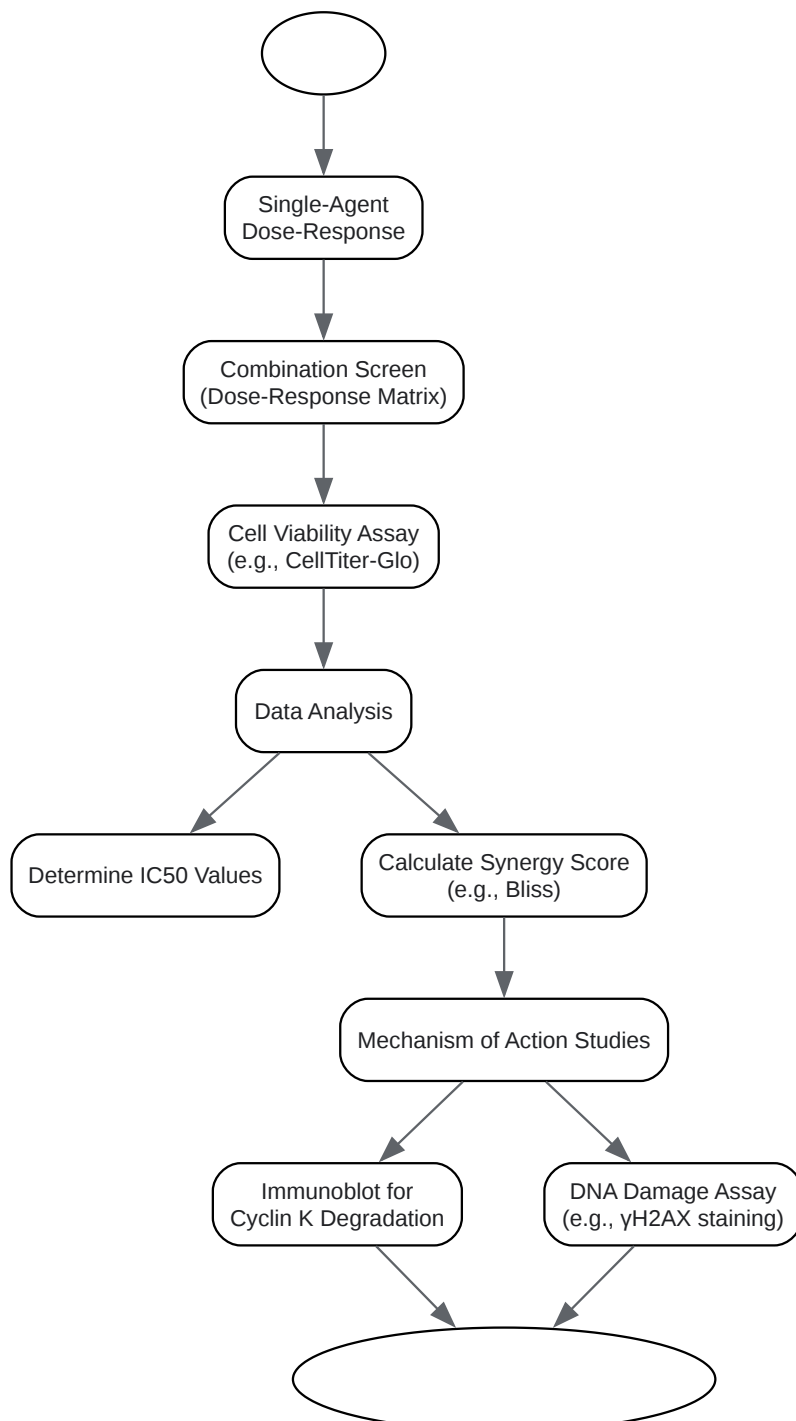 Single-Agent
Dose-Response
Combination Screen
(Dose-Response Matrix)
Cell Viability Assay
(e.g., CellTiter-Glo)
Data Analysis
Determine IC50 Values
Calculate Synergy Score
(e.g., Bliss)
Mechanism of Action Studies
Immunoblot for
Cyclin K Degradation
DNA Damage Assay
(e.g., γH2AX staining)